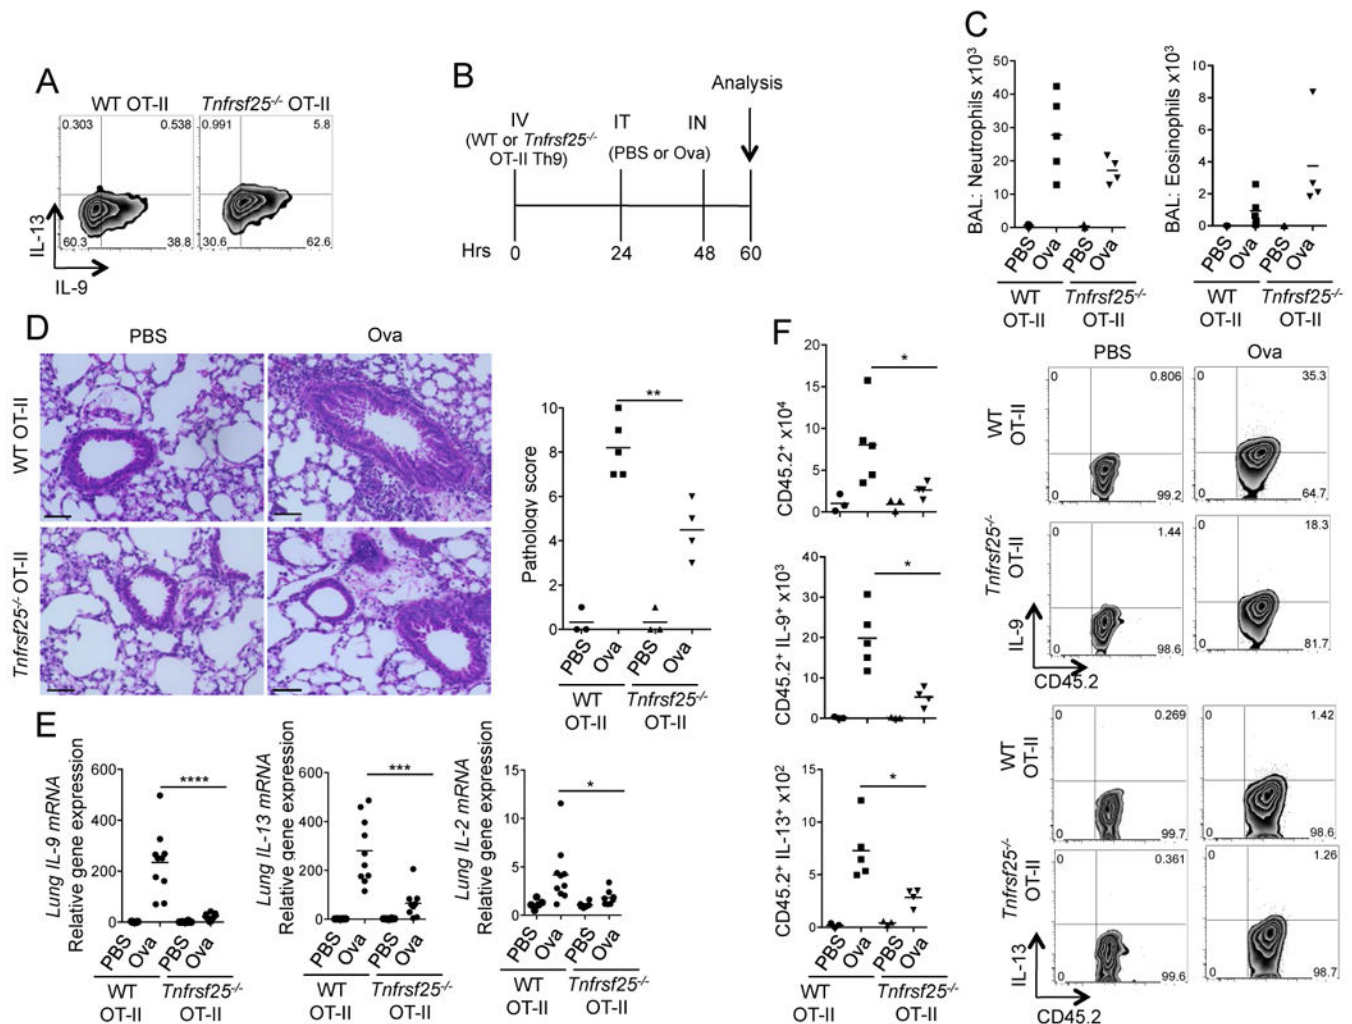 A
WT OT-II
Tnfrsf25-/- OT-II
0.303
0.538
60.3
38.8
0.991
5.8
30.6
62.6
IL-13
IL-9
B
IV
(WT or Tnfrsf25-/-
OT-II Th9)
IT
IN
(PBS or Ova)
Analysis
Hrs
0
24
48
60
C
BAL: Neutrophils x10³
50
40
30
20
10
0
PBS
Ova
PBS
Ova
WT
OT-II
Tnfrsf25-/-
OT-II
BAL: Eosinophils x10³
10
8
6
4
2
0
PBS
Ova
PBS
Ova
WT
OT-II
Tnfrsf25-/-
OT-II
D
PBS
Ova
WT OT-II
Tnfrsf25-/- OT-II
Pathology score
10
8
6
4
2
0
**
PBS
Ova
PBS
Ova
WT
OT-II
Tnfrsf25-/-
OT-II
E
Lung IL-9 mRNA
Relative gene expression
600
400
200
0
****
PBS
Ova
PBS
Ova
WT
OT-II
Tnfrsf25-/-
OT-II
Lung IL-13 mRNA
Relative gene expression
600
400
200
0
***
PBS
Ova
PBS
Ova
WT
OT-II
Tnfrsf25-/-
OT-II
Lung IL-2 mRNA
Relative gene expression
15
10
5
0
*
PBS
Ova
PBS
Ova
WT
OT-II
Tnfrsf25-/-
OT-II
F
CD45.2+ x10⁴
20
15
10
5
0
*
CD45.2+ IL-9+ x10³
40
30
20
10
0
*
CD45.2+ IL-13+ x10²
15
10
5
0
*
PBS
Ova
PBS
Ova
WT
OT-II
Tnfrsf25-/-
OT-II
PBS
Ova
WT
OT-II
0
0.806
0
99.2
0
35.3
0
64.7
Tnfrsf25-/-
OT-II
0
1.44
0
98.6
0
18.3
0
81.7
IL-9
CD45.2
WT
OT-II
0
0.269
0
99.7
0
1.42
0
98.6
Tnfrsf25-/-
OT-II
0
0.361
0
99.6
0
1.26
0
98.7
IL-13
CD45.2